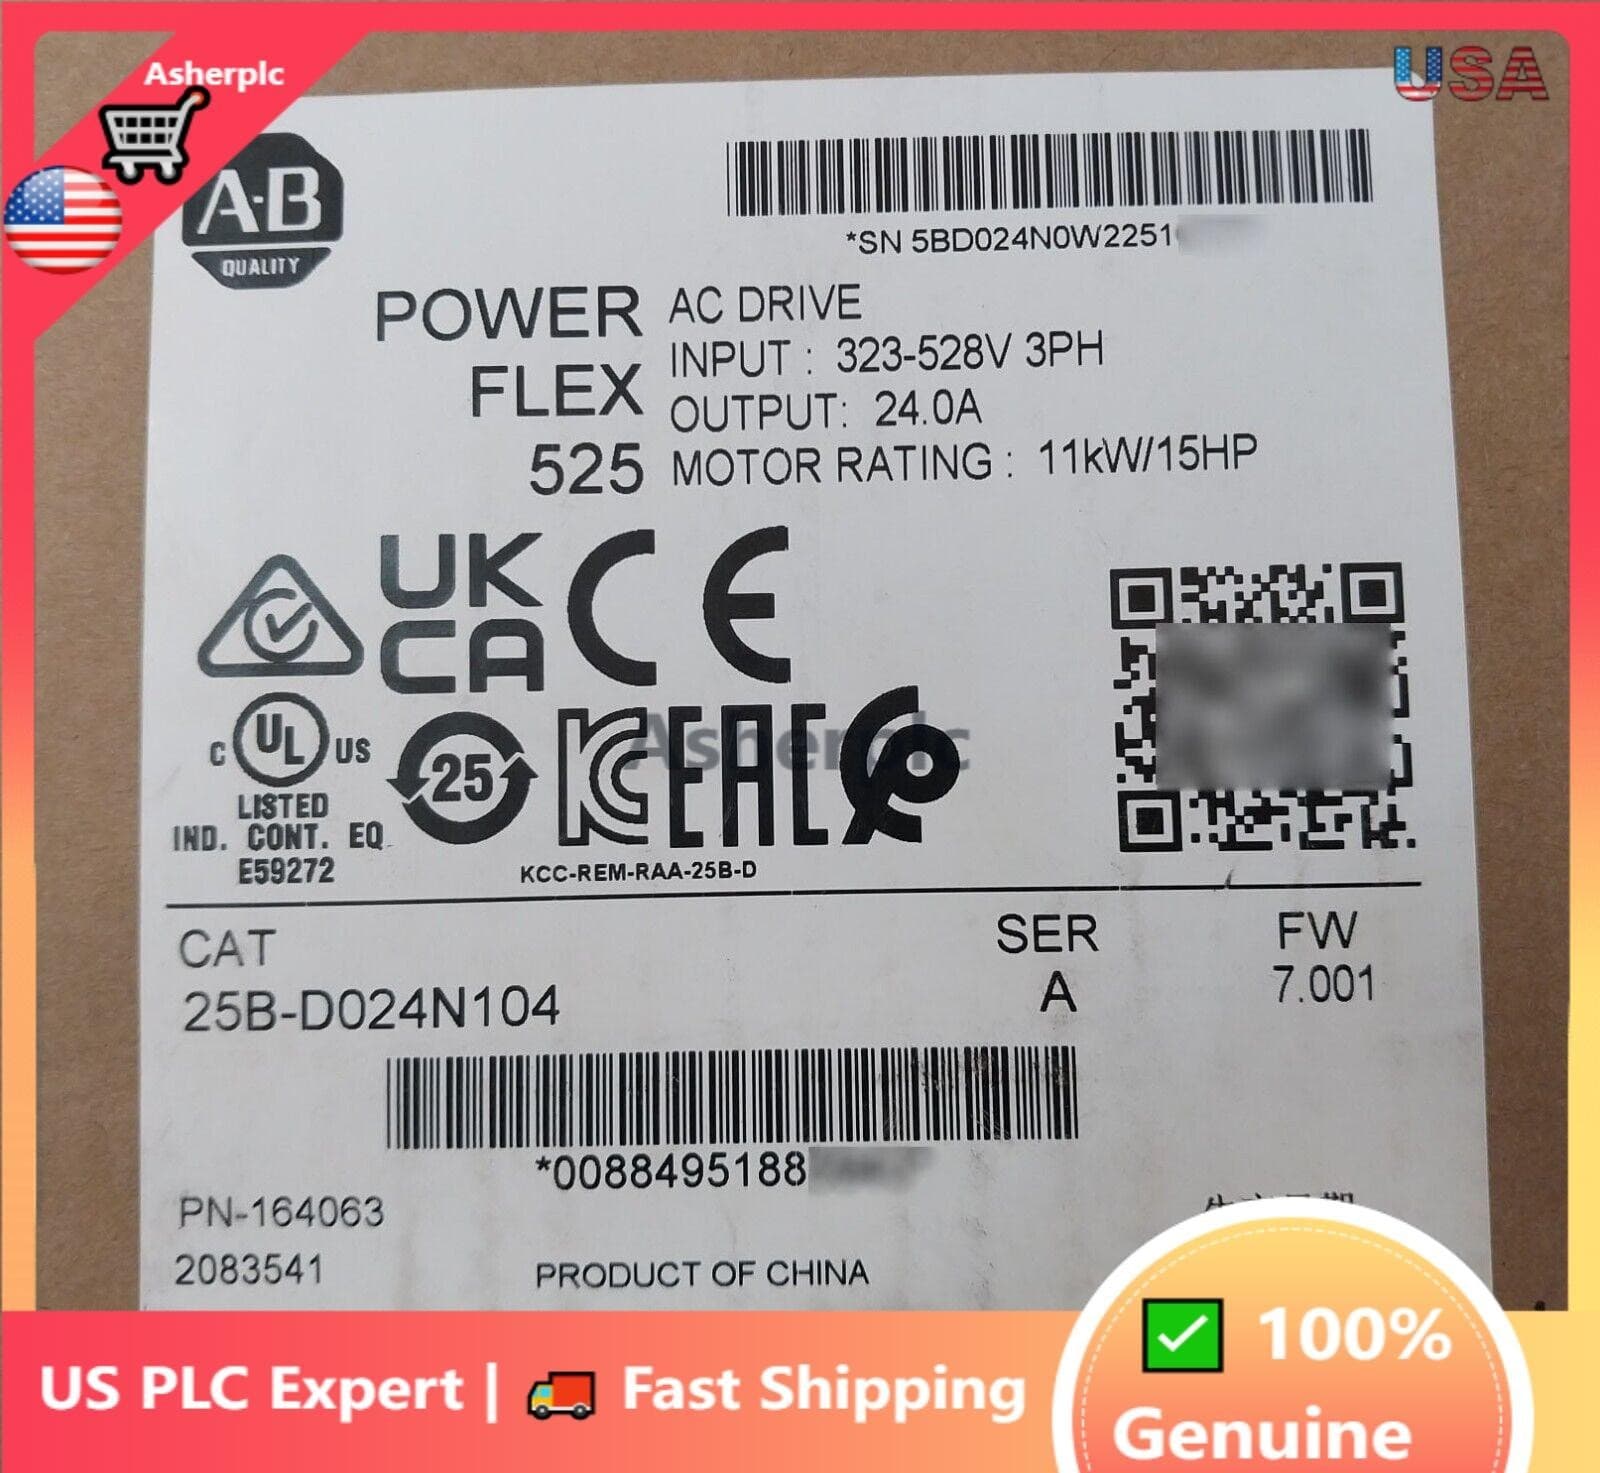 Asherplc
USA
A-B
QUALITY
*SN 5BD024N0W2251
POWER
FLEX
525
AC DRIVE
INPUT : 323-528V 3PH
OUTPUT: 24.0A
MOTOR RATING : 11kW/15HP
UK
CA
CE
C UL US
LISTED
IND. CONT. EQ.
E59272
25
KC
EAC
Asherplc
KCC-REM-RAA-25B-D
CAT
25B-D024N104
SER
A
FW
7.001
*0088495188
PN-164063
2083541
PRODUCT OF CHINA
US PLC Expert | Fast Shipping
100%
Genuine